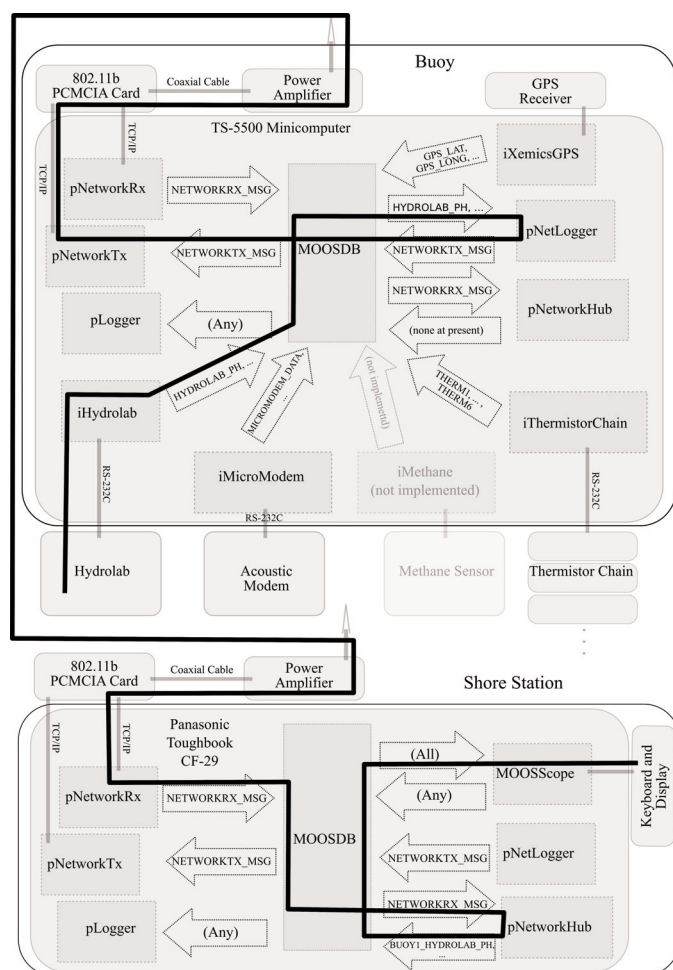 Buoy
802.11b
PCMCIA Card
Coaxial Cable
Power
Amplifier
GPS
Receiver
TS-5500 Minicomputer
TCP/IP
TCP/IP
pNetworkRx
NETWORKRX_MSG
GPS_LAT,
GPS_LONG, ...
iXemicsGPS
HYDROLAB_PH, ...
pNetLogger
pNetworkTx
NETWORKTX_MSG
MOOSDB
NETWORKTX_MSG
NETWORKRX_MSG
pNetworkHub
pLogger
(Any)
(none at present)
iHydrolab
HYDROLAB_PH, ...
MICROMODEM_DATA,
...
(not implemettd)
THERM1, ... ,
THERM6
iThermistorChain
RS-232C
iMicroModem
iMethane
(not implemented)
RS-232C
RS-232C
Hydrolab
Acoustic
Modem
Methane Sensor
Thermistor Chain
802.11b
PCMCIA Card
Coaxial Cable
Power
Amplifier
Shore Station
TCP/IP
TCP/IP
Panasonic
Toughbook
CF-29
(All)
MOOSScope
Keyboard and
Display
pNetworkRx
NETWORKRX_MSG
(Any)
MOOSDB
pNetworkTx
NETWORKTX_MSG
NETWORKTX_MSG
pNetLogger
NETWORKRX_MSG
pNetworkHub
pLogger
(Any)
BUOY1_HYDROLAB_PH,
...